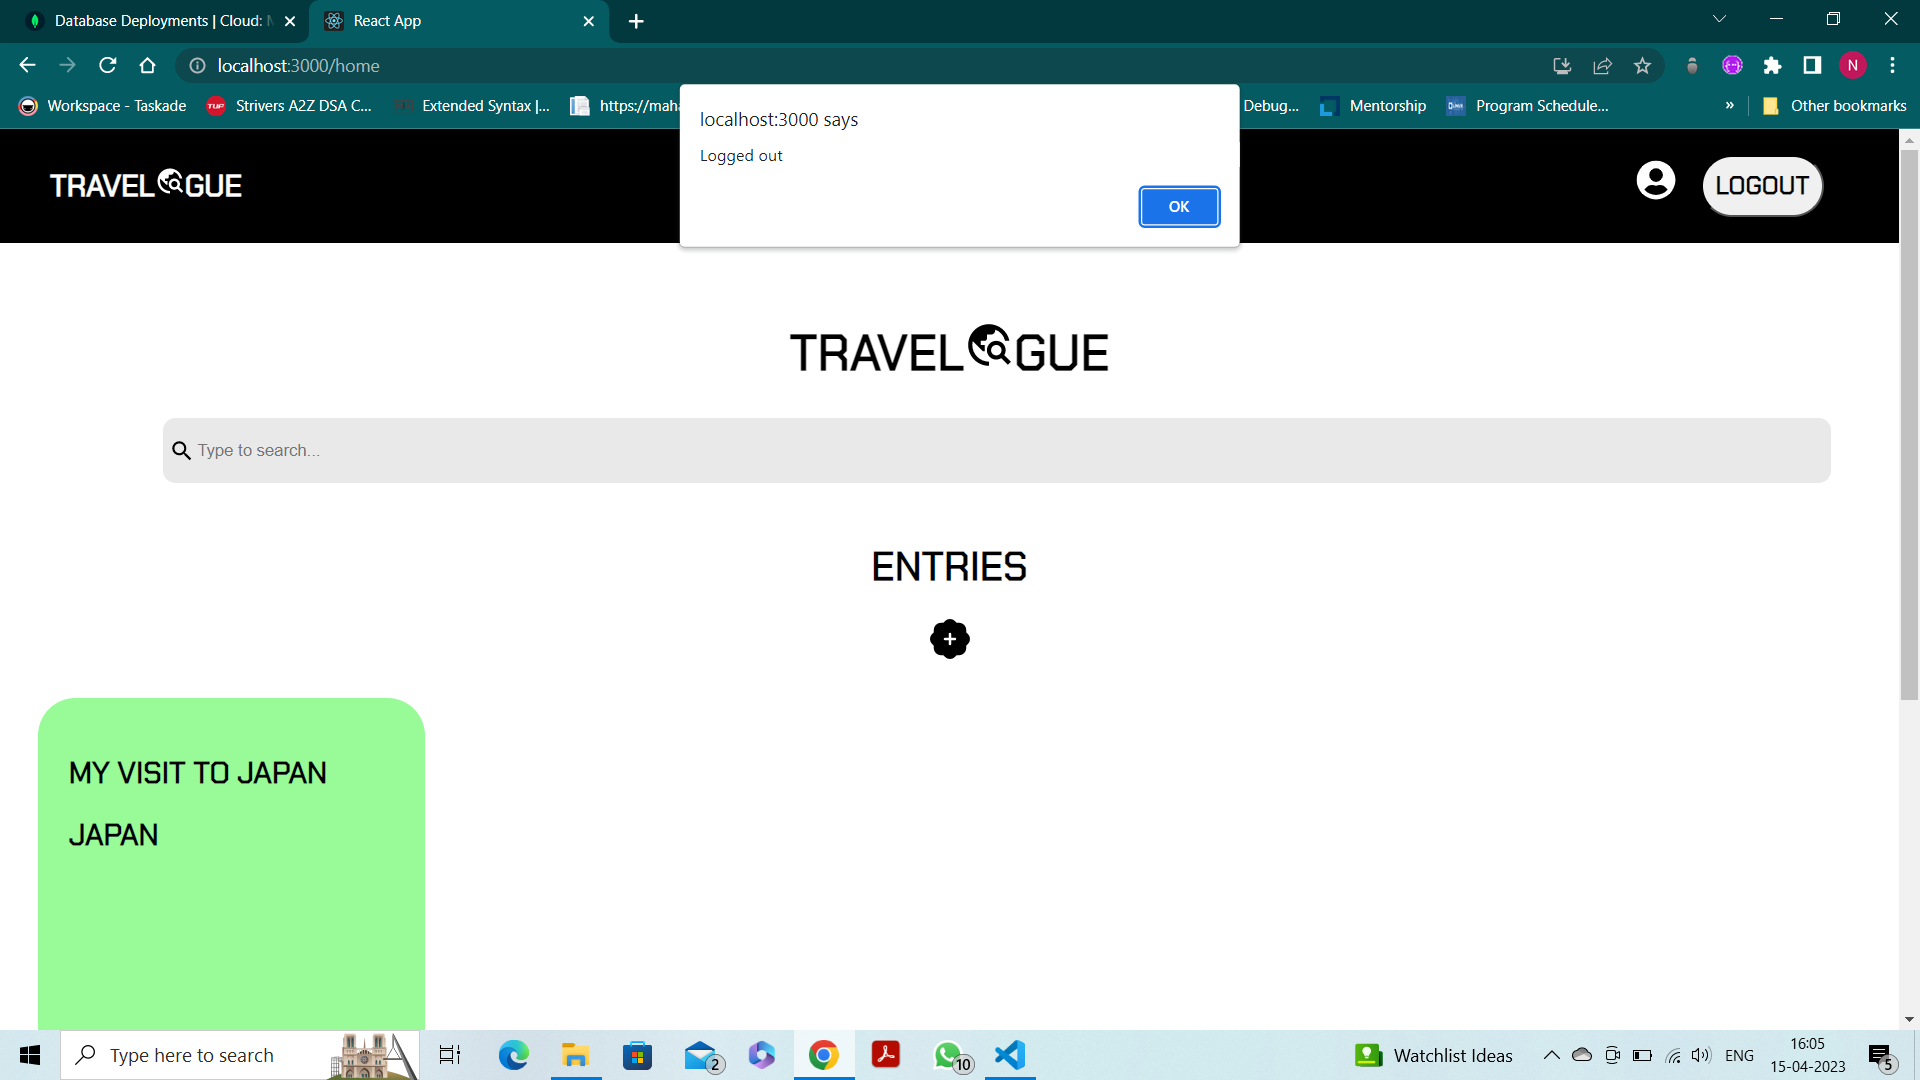 Database Deployments | Cloud: M
React App
localhost:3000/home
N
Workspace - Taskade
TUF
Strivers A2Z DSA C...
Extended Syntax |...
https://maha
Debug...
Mentorship
Program Schedule...
»
Other bookmarks
localhost:3000 says
Logged out
OK
TRAVEL GUE
LOGOUT
TRAVEL GUE
Type to search...
ENTRIES
MY VISIT TO JAPAN
JAPAN
Type here to search
2
10
Watchlist Ideas
ENG
16:05
15-04-2023
5